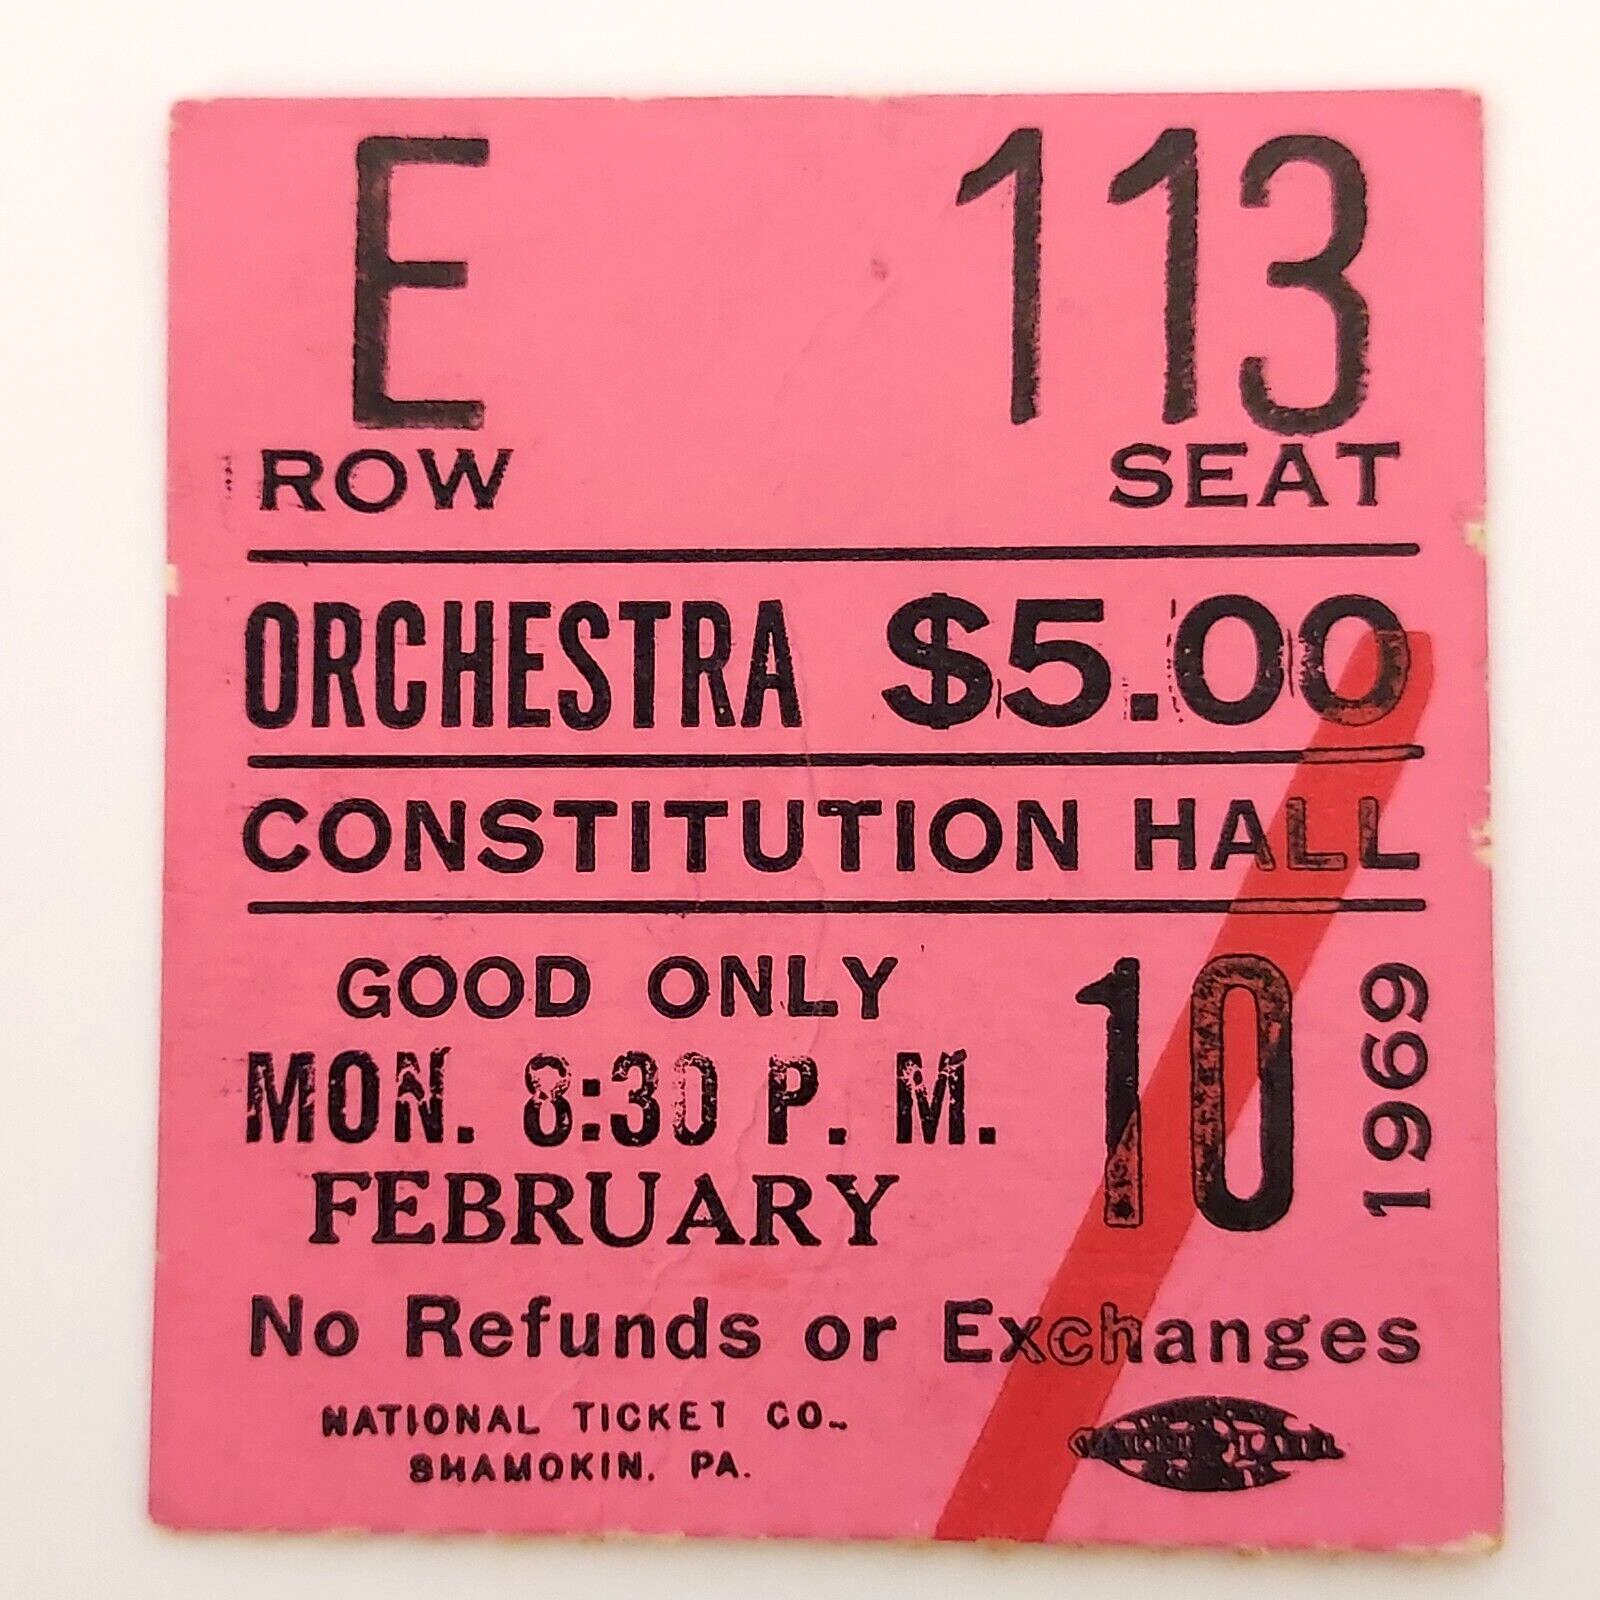 E 113
ROW SEAT
ORCHESTRA $5.00
CONSTITUTION HALL
GOOD ONLY
MON. 8:30 P. M. 10 1969
FEBRUARY
No Refunds or Exchanges
NATIONAL TICKET CO.
SHAMOKIN, PA.